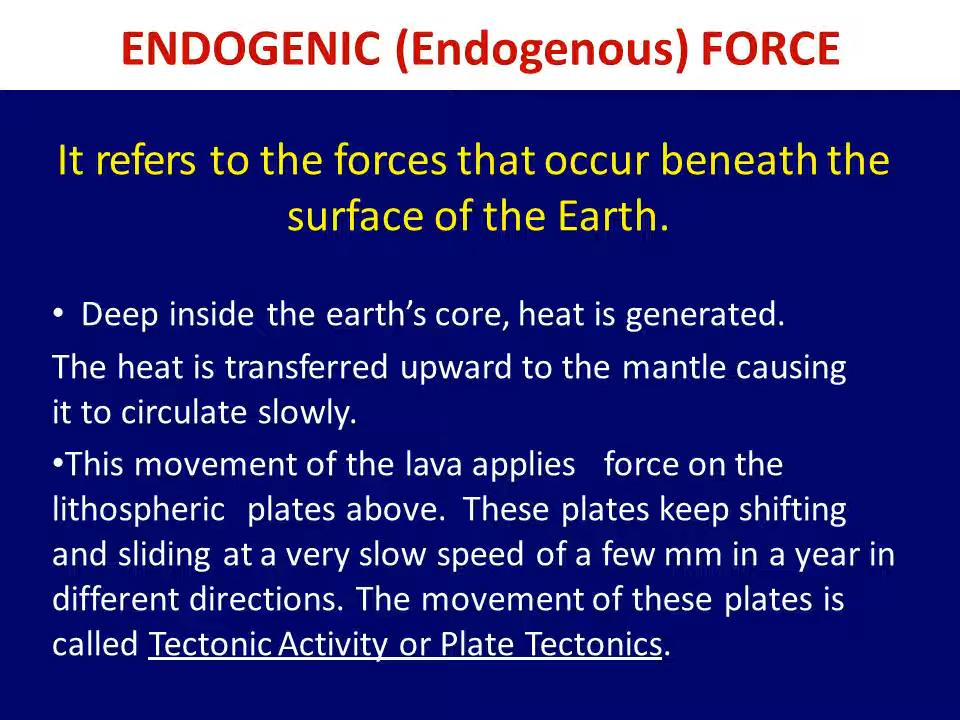 ENDOGENIC (Endogenous) FORCE
It refers to the forces that occur beneath the
surface of the Earth.
• Deep inside the earth’s core, heat is generated.
The heat is transferred upward to the mantle causing
it to circulate slowly.
•This movement of the lava applies force on the
lithospheric plates above. These plates keep shifting
and sliding at a very slow speed of a few mm in a year in
different directions. The movement of these plates is
called Tectonic Activity or Plate Tectonics.